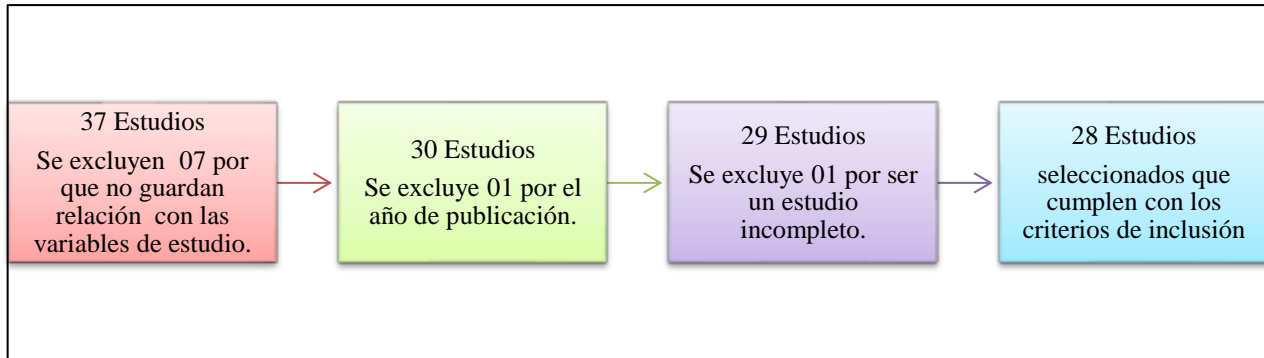 37 Estudios
Se excluyen 07 por
que no guardan
relación con las
variables de estudio.
30 Estudios
Se excluye 01 por el
año de publicación.
29 Estudios
Se excluye 01 por ser
un estudio
incompleto.
28 Estudios
seleccionados que
cumplen con los
criterios de inclusión